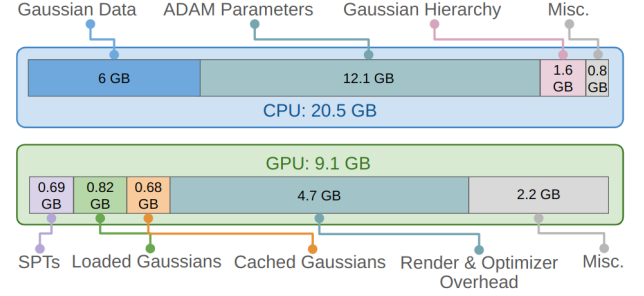 Gaussian Data ADAM Parameters Gaussian Hierarchy Misc.
6 GB 12.1 GB 1.6 GB 0.8 GB
CPU: 20.5 GB
GPU: 9.1 GB
0.69 GB 0.82 GB 0.68 GB 4.7 GB 2.2 GB
SPTs Loaded Gaussians Cached Gaussians Render & Optimizer Overhead Misc.